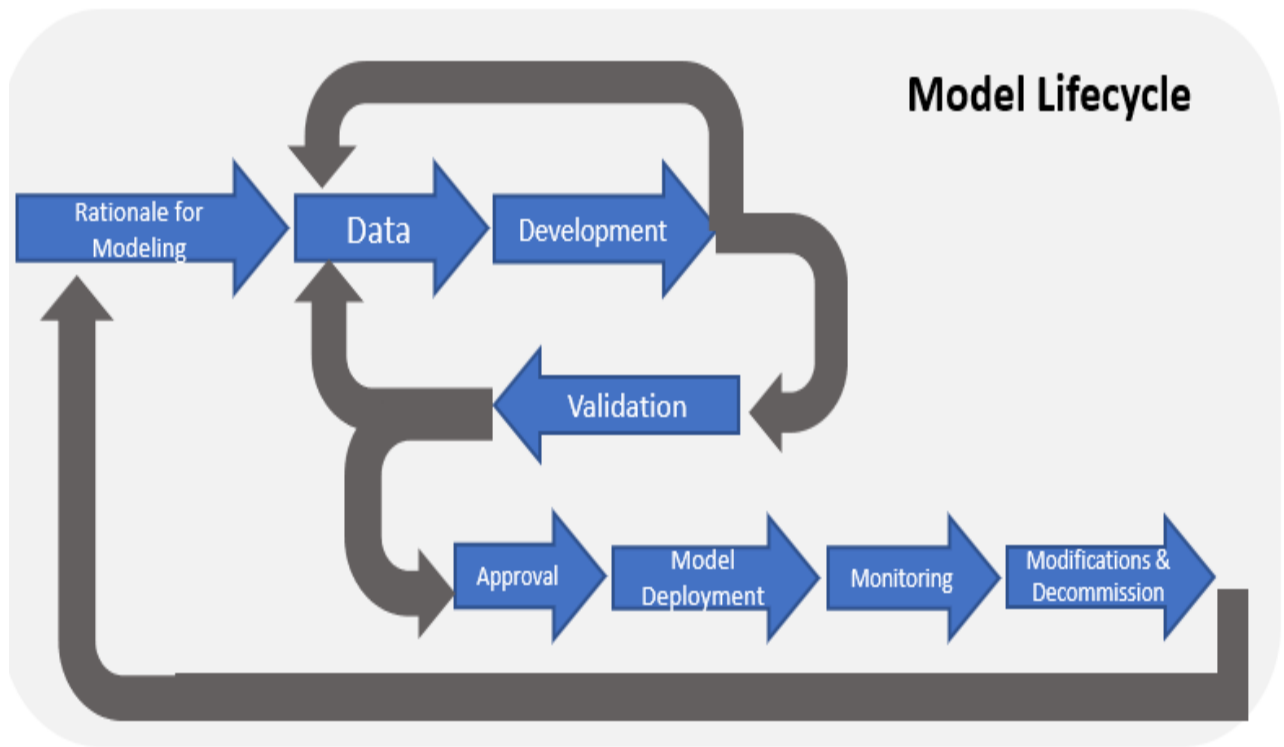 Model Lifecycle
Rationale for
Modeling
Data
Development
Validation
Approval
Model
Deployment
Monitoring
Modifications &
Decommission